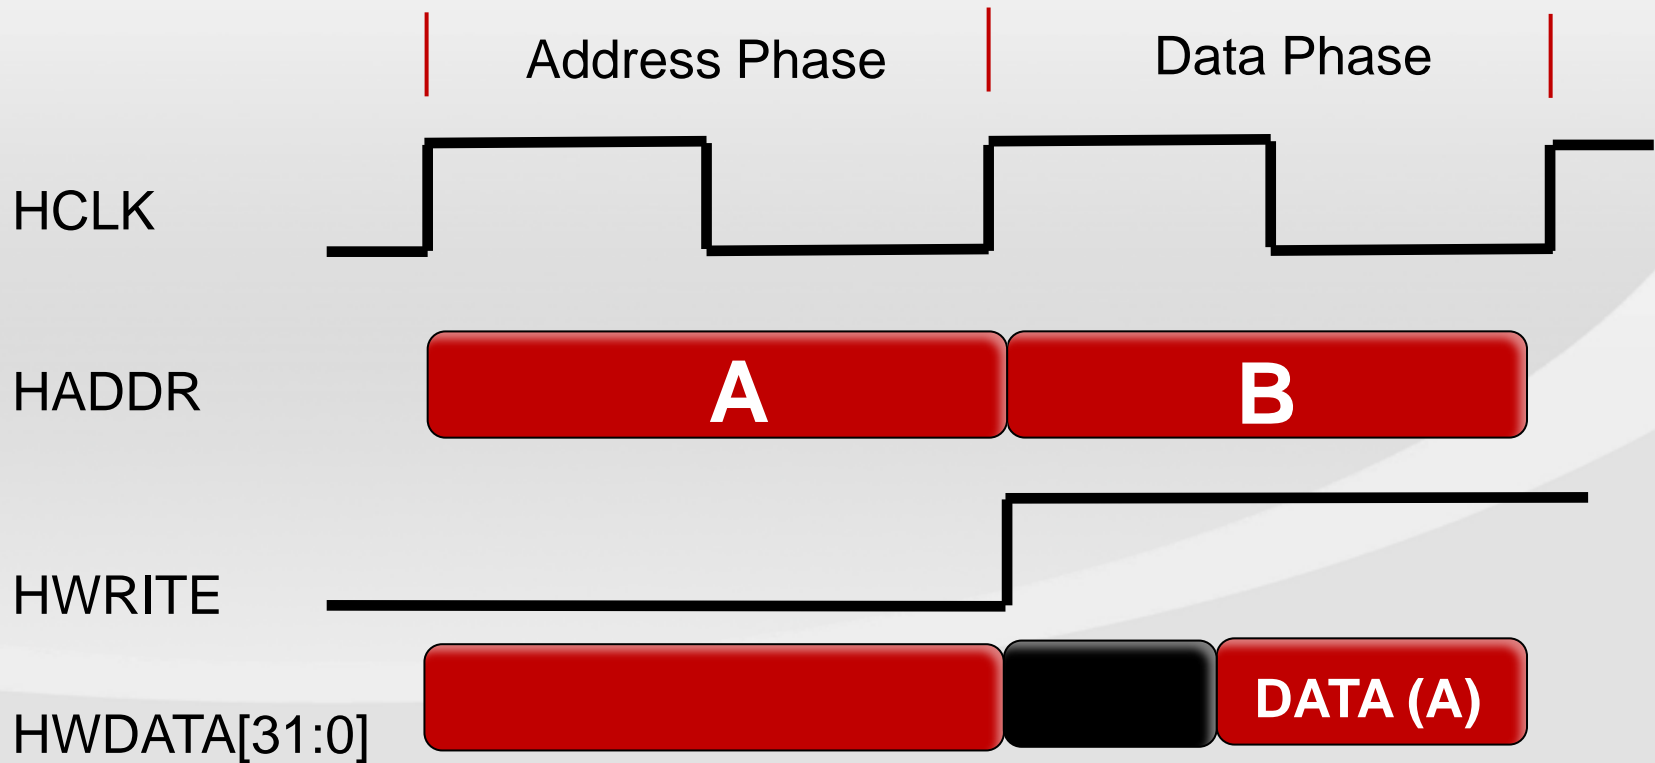 Address Phase
Data Phase
HCLK
HADDR
A
B
HWRITE
HWDATA[31:0]
DATA (A)